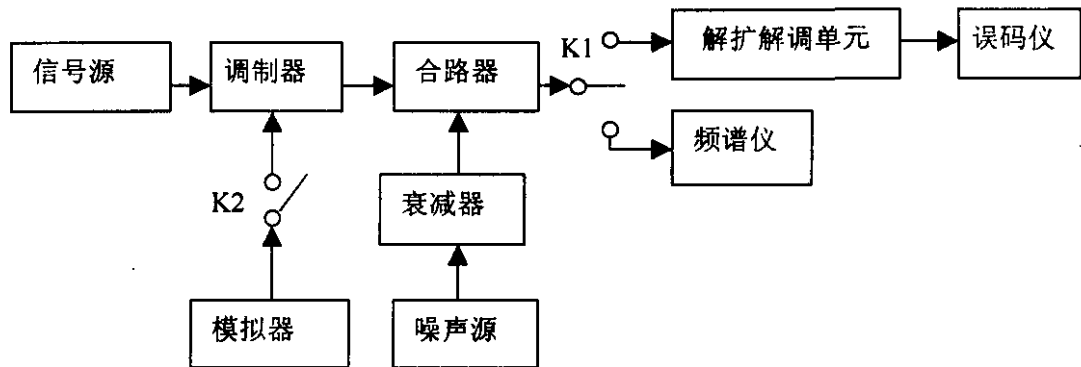 信号源
调制器
合路器
K1
解扩解调单元
误码仪
频谱仪
K2
衰减器
模拟器
噪声源